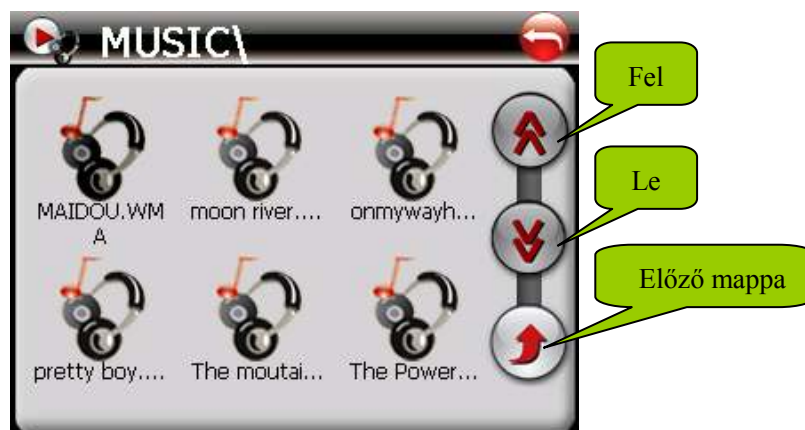 MUSIC\
Fel
MAIDOU.WM
A
moon river....
onmywayh...
Le
Előző mappa
pretty boy....
The moutai...
The Power...